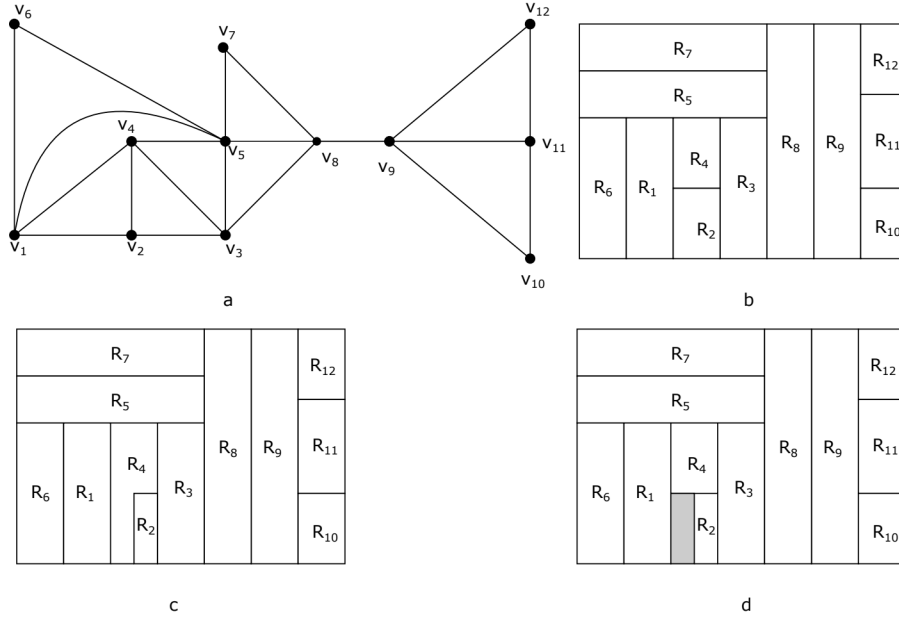 v₆
v₇
v₁₂
v₄
v₅
v₈
v₉
v₁₁
v₁
v₂
v₃
v₁₀
a
R₇
R₅
R₆
R₁
R₄
R₂
R₃
R₈
R₉
R₁₂
R₁₁
R₁₀
b
R₇
R₅
R₆
R₁
R₄
R₂
R₃
R₈
R₉
R₁₂
R₁₁
R₁₀
c
R₇
R₅
R₆
R₁
R₄
R₂
R₃
R₈
R₉
R₁₂
R₁₁
R₁₀
d